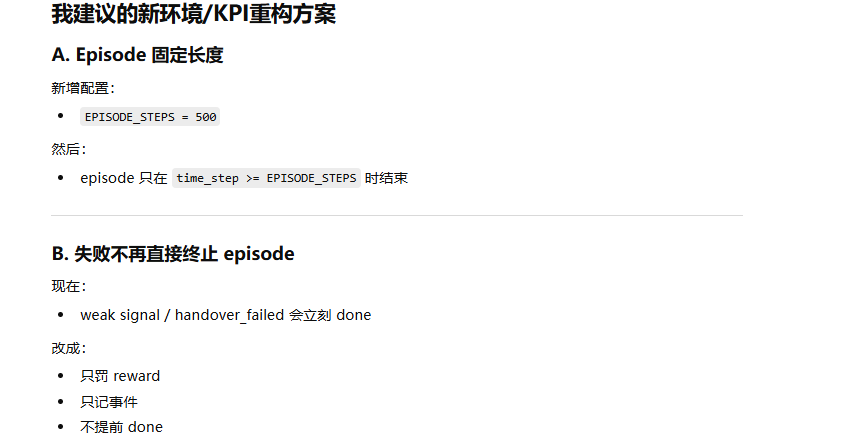 我建议的新环境/KPI重构方案
A. Episode 固定长度
新增配置：
• EPISODE_STEPS = 500
然后：
• episode 只在 time_step >= EPISODE_STEPS 时结束
B. 失败不再直接终止 episode
现在：
• weak signal / handover_failed 会立刻 done
改成：
• 只罚 reward
• 只记事件
• 不提前 done